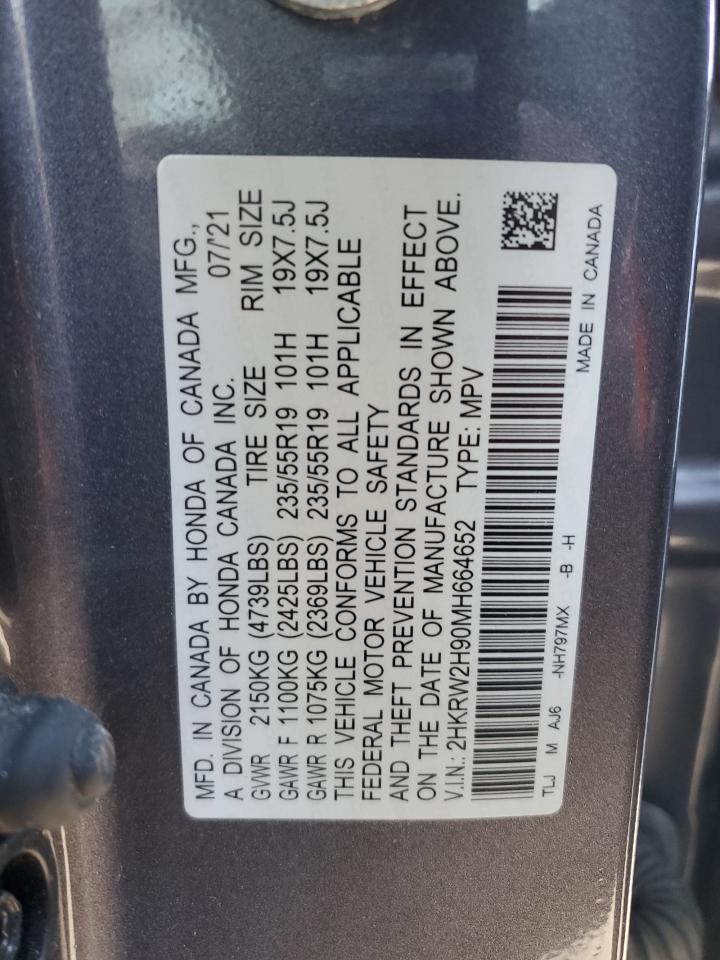 MFD. IN CANADA BY HONDA OF CANADA MFG.,
A DIVISION OF HONDA CANADA INC. 07/'21
GVWR 2150KG (4739LBS) TIRE SIZE RIM SIZE
GAWR F 1100KG (2425LBS) 235/55R19 101H 19X7.5J
GAWR R 1075KG (2369LBS) 235/55R19 101H 19X7.5J
THIS VEHICLE CONFORMS TO ALL APPLICABLE
FEDERAL MOTOR VEHICLE SAFETY
AND THEFT PREVENTION STANDARDS IN EFFECT
ON THE DATE OF MANUFACTURE SHOWN ABOVE.
V.I.N.: 2HKRW2H90MH664652 TYPE: MPV
TLJ M AJ6 -NH797MX -B -H
MADE IN CANADA